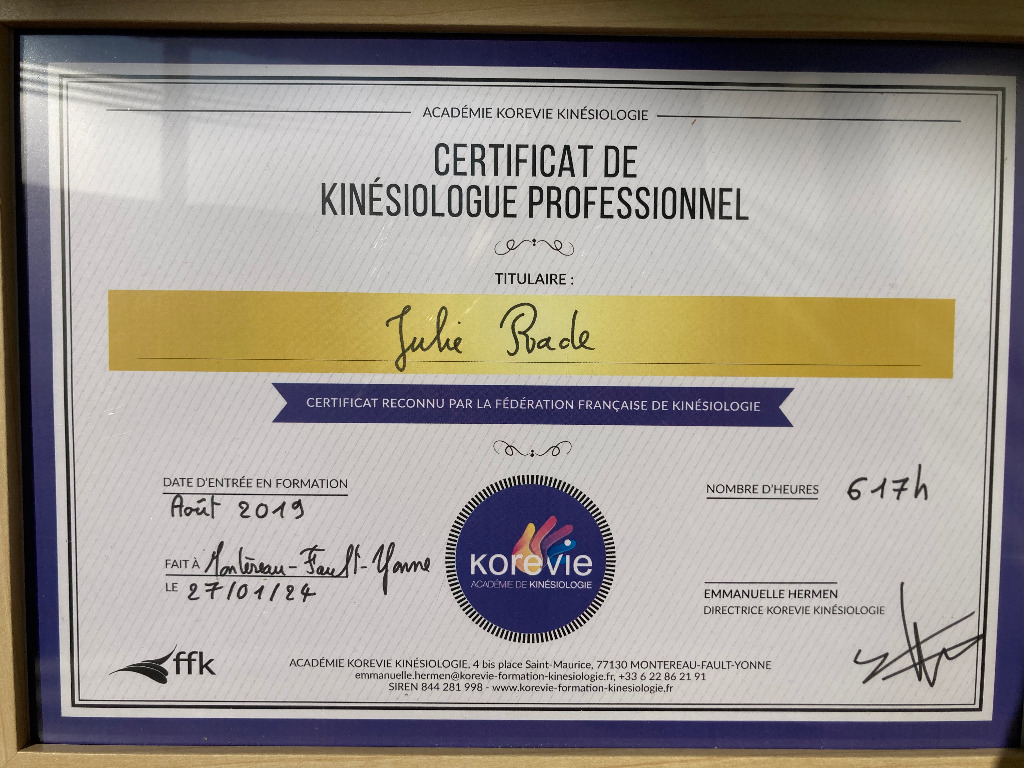 ACADÉMIE KOREVIE KINÉSIOLOGIE
CERTIFICAT DE
KINÉSIOLOGUE PROFESSIONNEL
TITULAIRE :
Julie Rade
CERTIFICAT RECONNU PAR LA FÉDÉRATION FRANÇAISE DE KINÉSIOLOGIE
DATE D'ENTRÉE EN FORMATION
Août 2019
NOMBRE D'HEURES 617h
FAIT À Montereau-Fault-Yonne
LE 27/01/24
KOREVIE
ACADÉMIE DE KINÉSIOLOGIE
EMMANUELLE HERMEN
DIRECTRICE KOREVIE KINÉSIOLOGIE
ffk
ACADÉMIE KOREVIE KINÉSIOLOGIE, 4 bis place Saint-Maurice, 77130 MONTEREAU-FAULT-YONNE
emmanuelle.hermen@korevie-formation-kinesiologie.fr, +33 6 22 86 21 91
SIREN 844 281 998 - www.korevie-formation-kinesiologie.fr